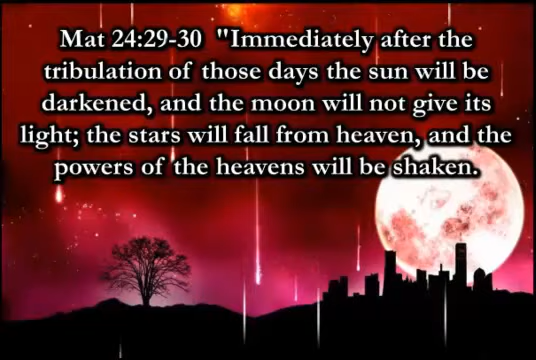 Mat 24:29-30 "Immediately after the
tribulation of those days the sun will be
darkened, and the moon will not give its
light; the stars will fall from heaven, and the
powers of the heavens will be shaken.